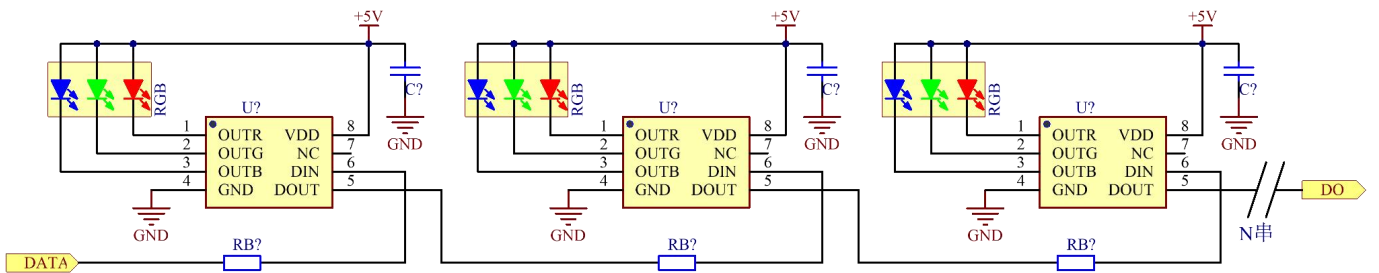 +5V
C?
GND
RGB
U?
1 OUTR VDD 8
2 OUTG NC 7
3 OUTB DIN 6
4 GND DOUT 5
GND
RB?
DATA
+5V
C?
GND
RGB
U?
1 OUTR VDD 8
2 OUTG NC 7
3 OUTB DIN 6
4 GND DOUT 5
GND
RB?
+5V
C?
GND
RGB
U?
1 OUTR VDD 8
2 OUTG NC 7
3 OUTB DIN 6
4 GND DOUT 5
GND
RB?
N串
DO